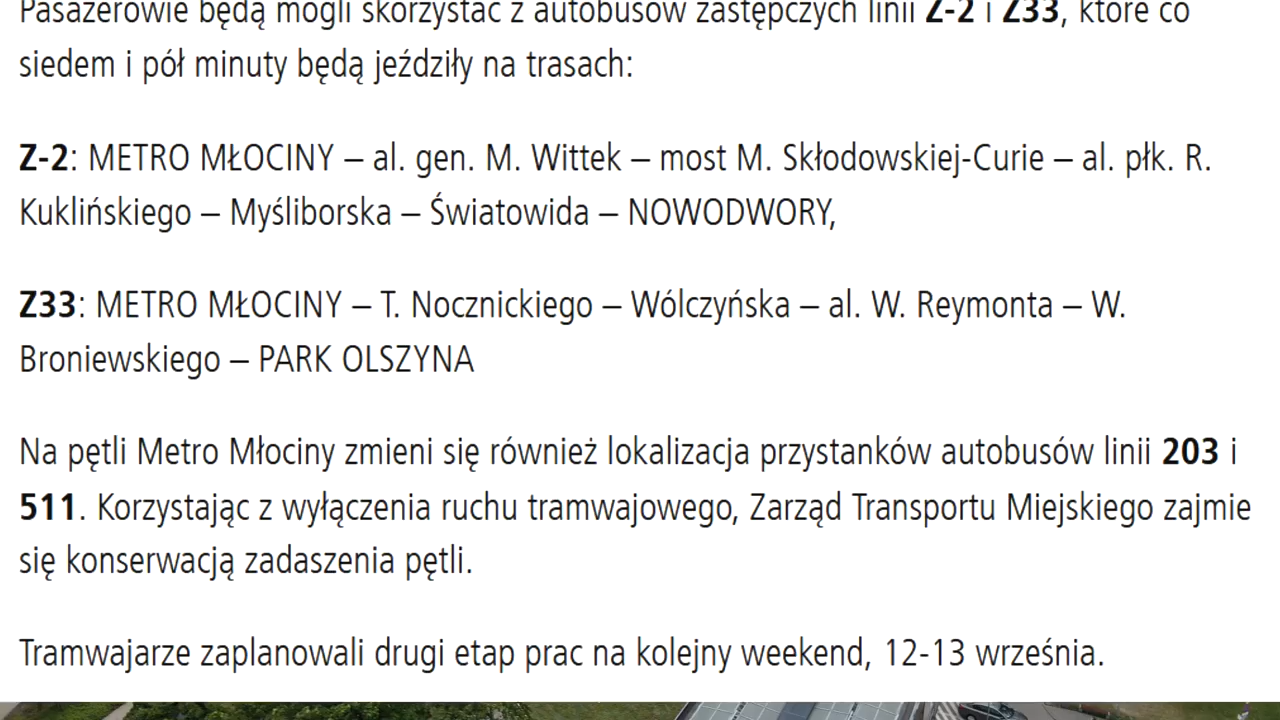 Pasażerowie będą mogli skorzystać z autobusów zastępczych linii Z-2 i Z33, które co
siedem i pół minuty będą jeździły na trasach:
Z-2: METRO MŁOCINY – al. gen. M. Wittek – most M. Skłodowskiej-Curie – al. płk. R.
Kuklińskiego – Myśliborska – Światowida – NOWODWORY,
Z33: METRO MŁOCINY – T. Nocznickiego – Wólczyńska – al. W. Reymonta – W.
Broniewskiego – PARK OLSZYNA
Na pętli Metro Młociny zmieni się również lokalizacja przystanków autobusów linii 203 i
511. Korzystając z wyłączenia ruchu tramwajowego, Zarząd Transportu Miejskiego zajmie
się konserwacją zadaszenia pętli.
Tramwajarze zaplanowali drugi etap prac na kolejny weekend, 12-13 września.